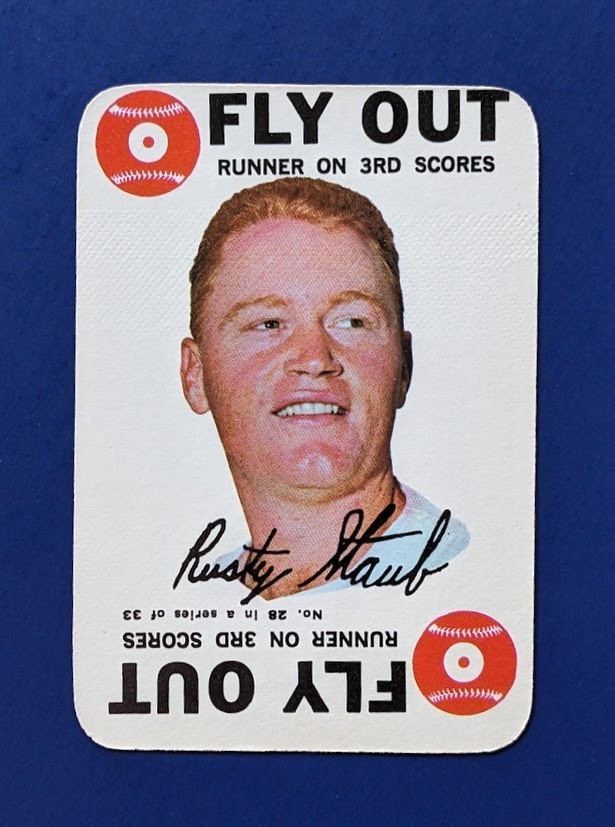 FLY OUT
RUNNER ON 3RD SCORES
Rusty Staub
No. 28 in a series of 33
RUNNER ON 3RD SCORES
FLY OUT